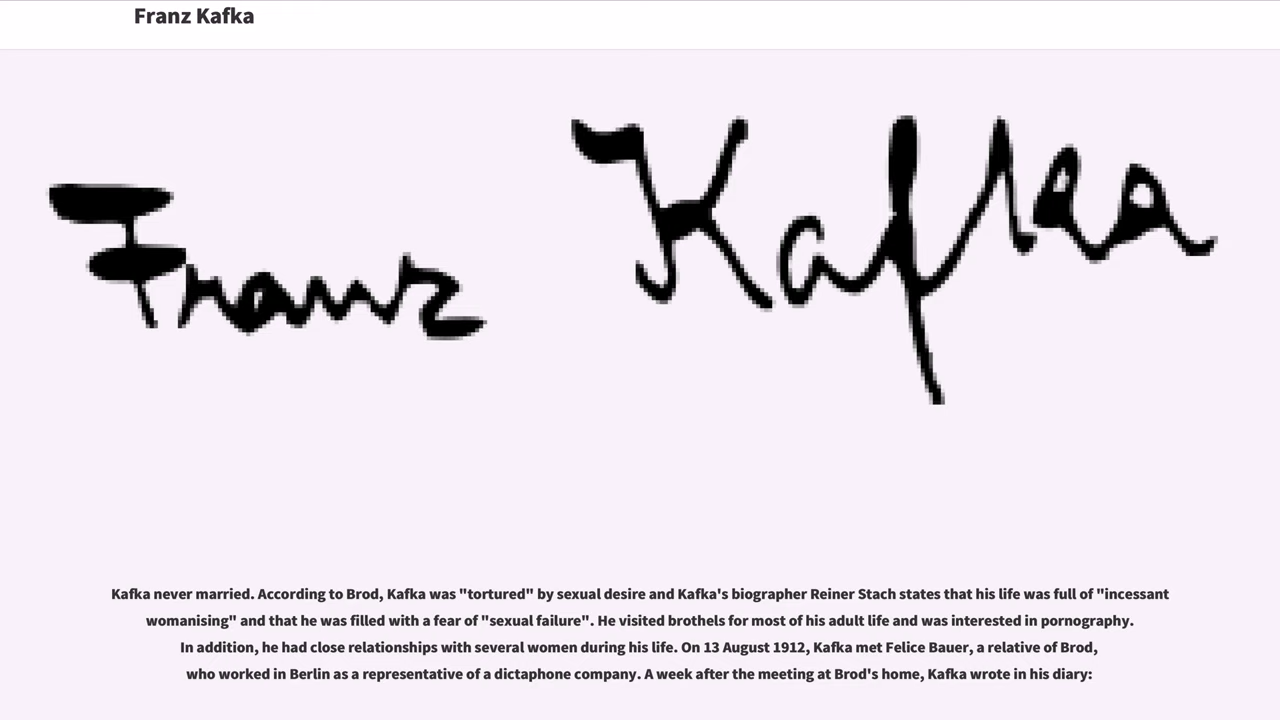 Franz Kafka
Franz Kafka
Kafka never married. According to Brod, Kafka was "tortured" by sexual desire and Kafka's biographer Reiner Stach states that his life was full of "incessant
womanising" and that he was filled with a fear of "sexual failure". He visited brothels for most of his adult life and was interested in pornography.
In addition, he had close relationships with several women during his life. On 13 August 1912, Kafka met Felice Bauer, a relative of Brod,
who worked in Berlin as a representative of a dictaphone company. A week after the meeting at Brod's home, Kafka wrote in his diary: